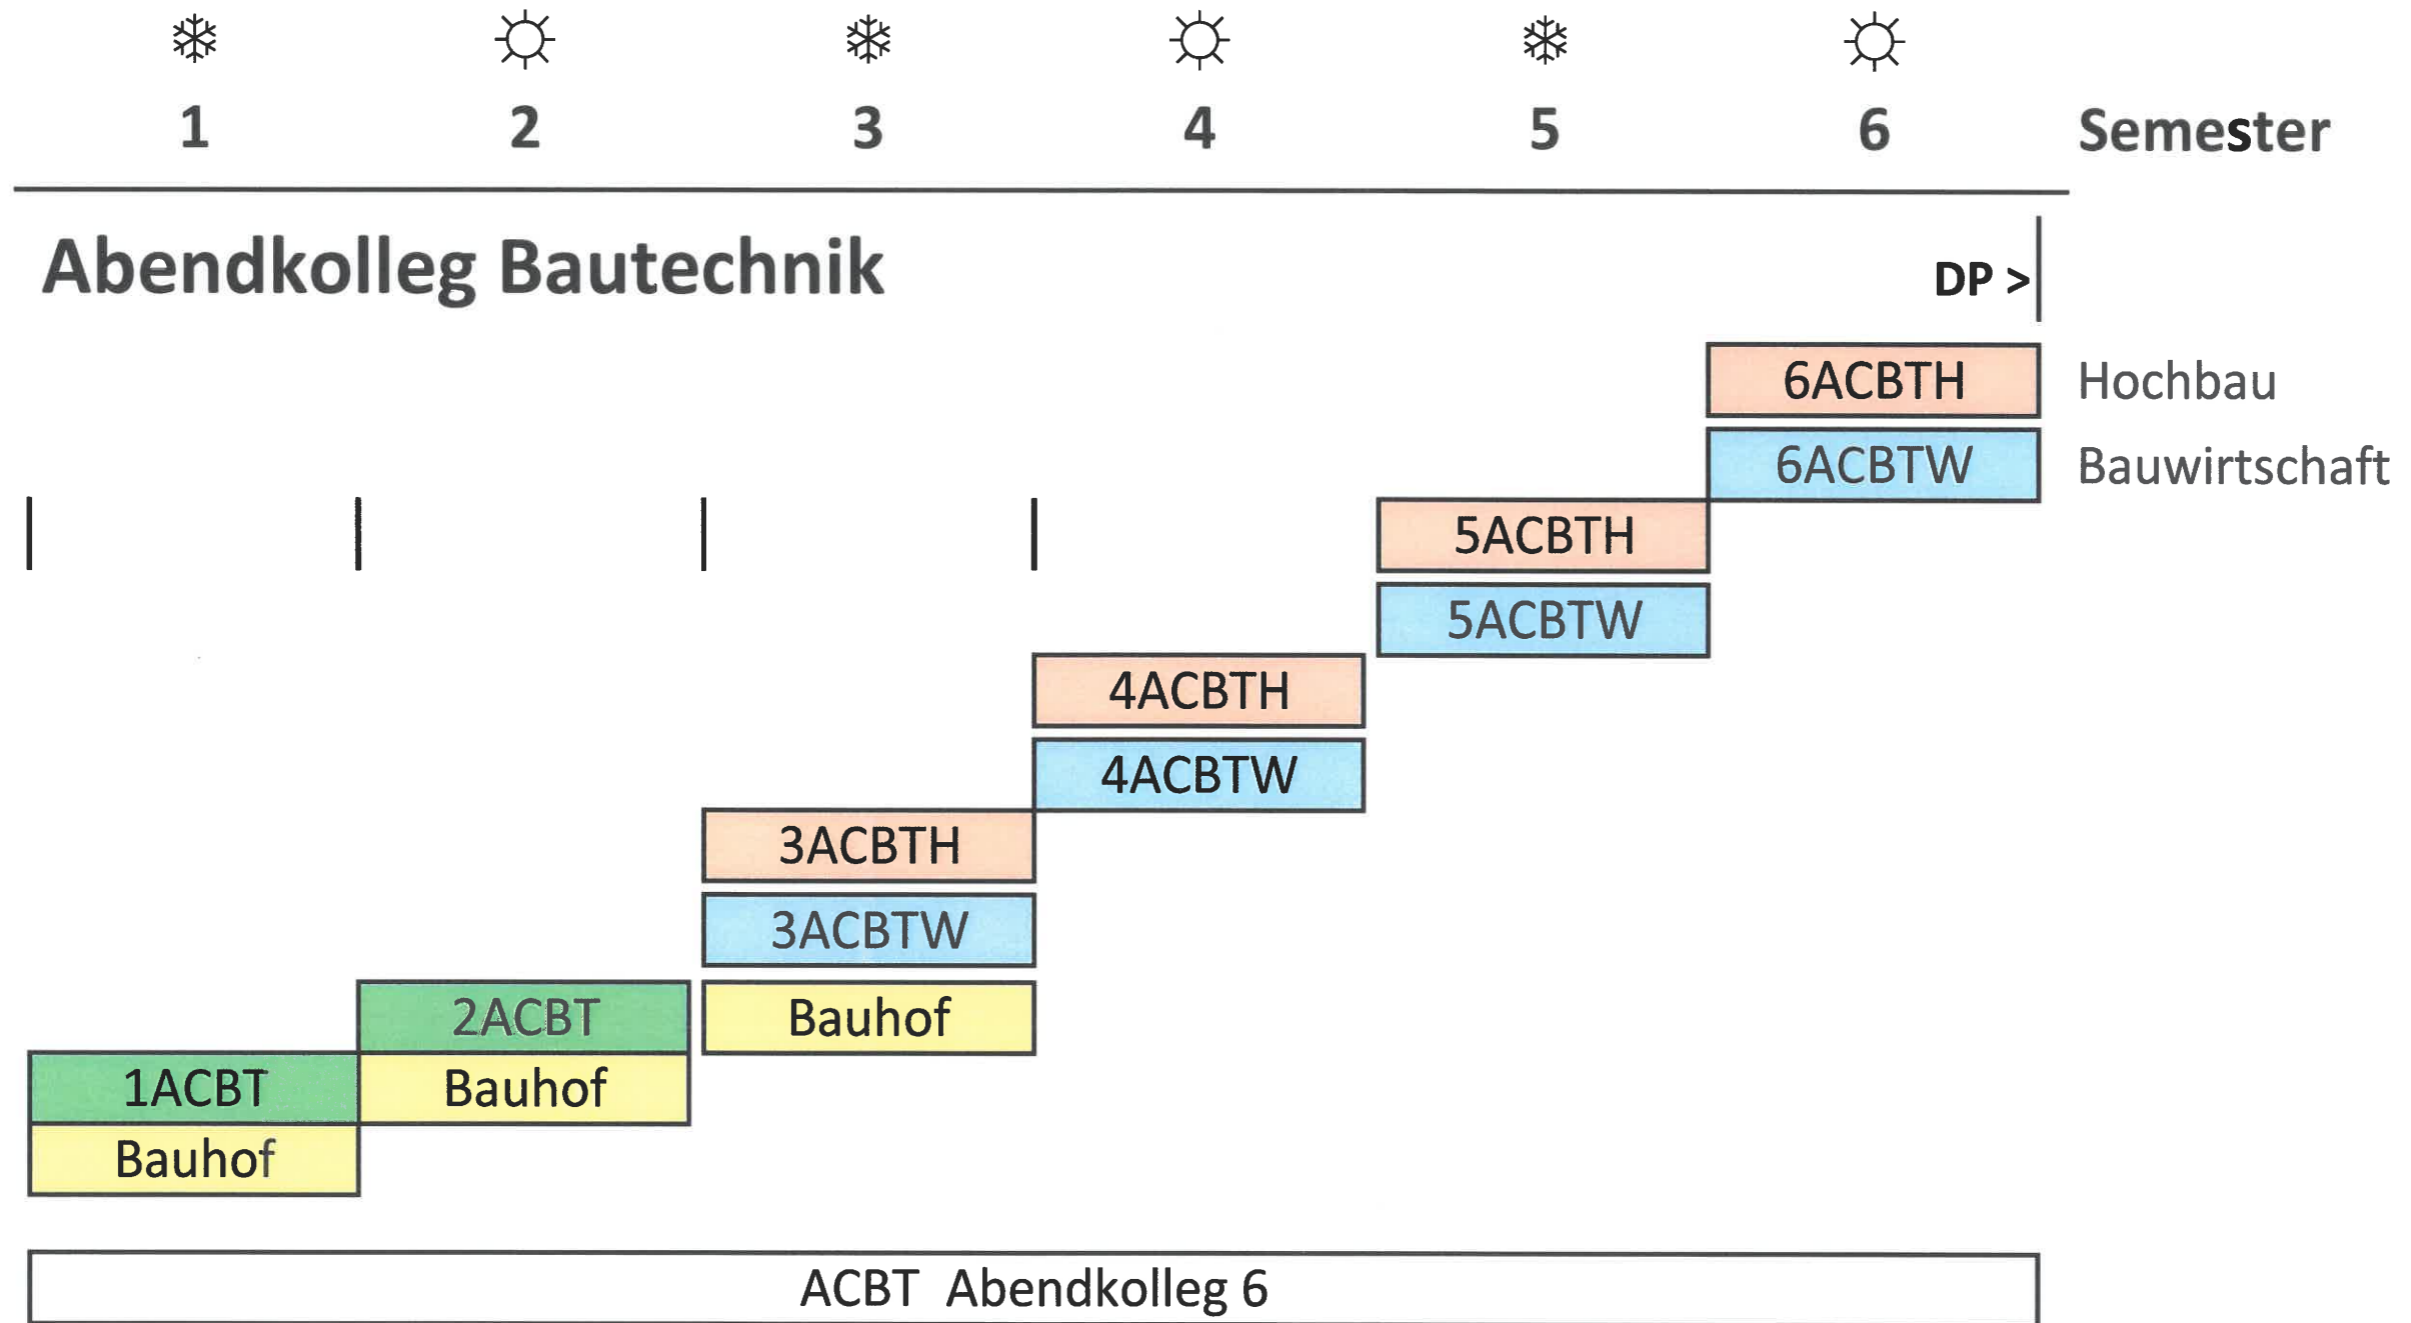 1 2 3 4 5 6 Semester
Abendkolleg Bautechnik
DP >
6ACBTH Hochbau
6ACBTW Bauwirtschaft
5ACBTH
5ACBTW
4ACBTH
4ACBTW
3ACBTH
3ACBTW
2ACBT Bauhof
1ACBT Bauhof
Bauhof
ACBT Abendkolleg 6